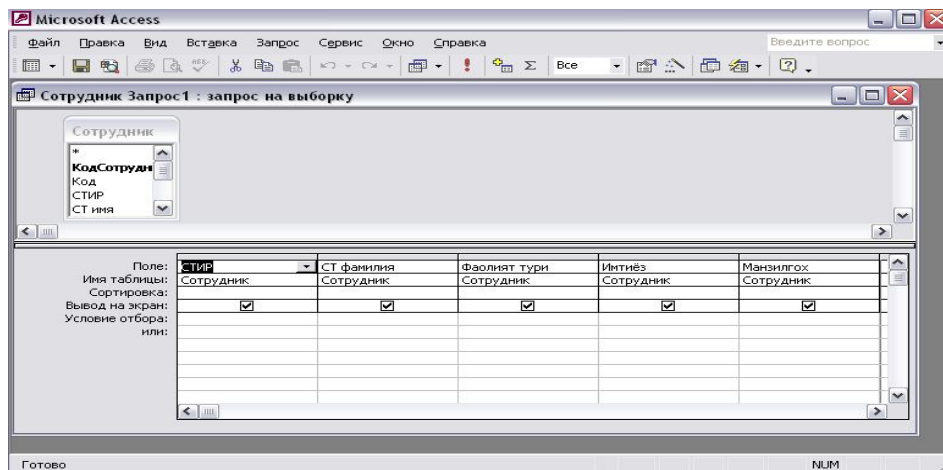 Microsoft Access
Файл Правка Вид Вставка Запрос Сервис Окно Справка Введите вопрос
Все
Сотрудник Запрос1 : запрос на выборку
Сотрудник
*
КодСотрудн
Код
СТИР
СТ имя
Поле: СТИР СТ фамилия Фаолият тури Имтиёз Манзилгох
Имя таблицы: Сотрудник Сотрудник Сотрудник Сотрудник Сотрудник
Сортировка:
Вывод на экран:
Условие отбора:
или:
Готово NUM